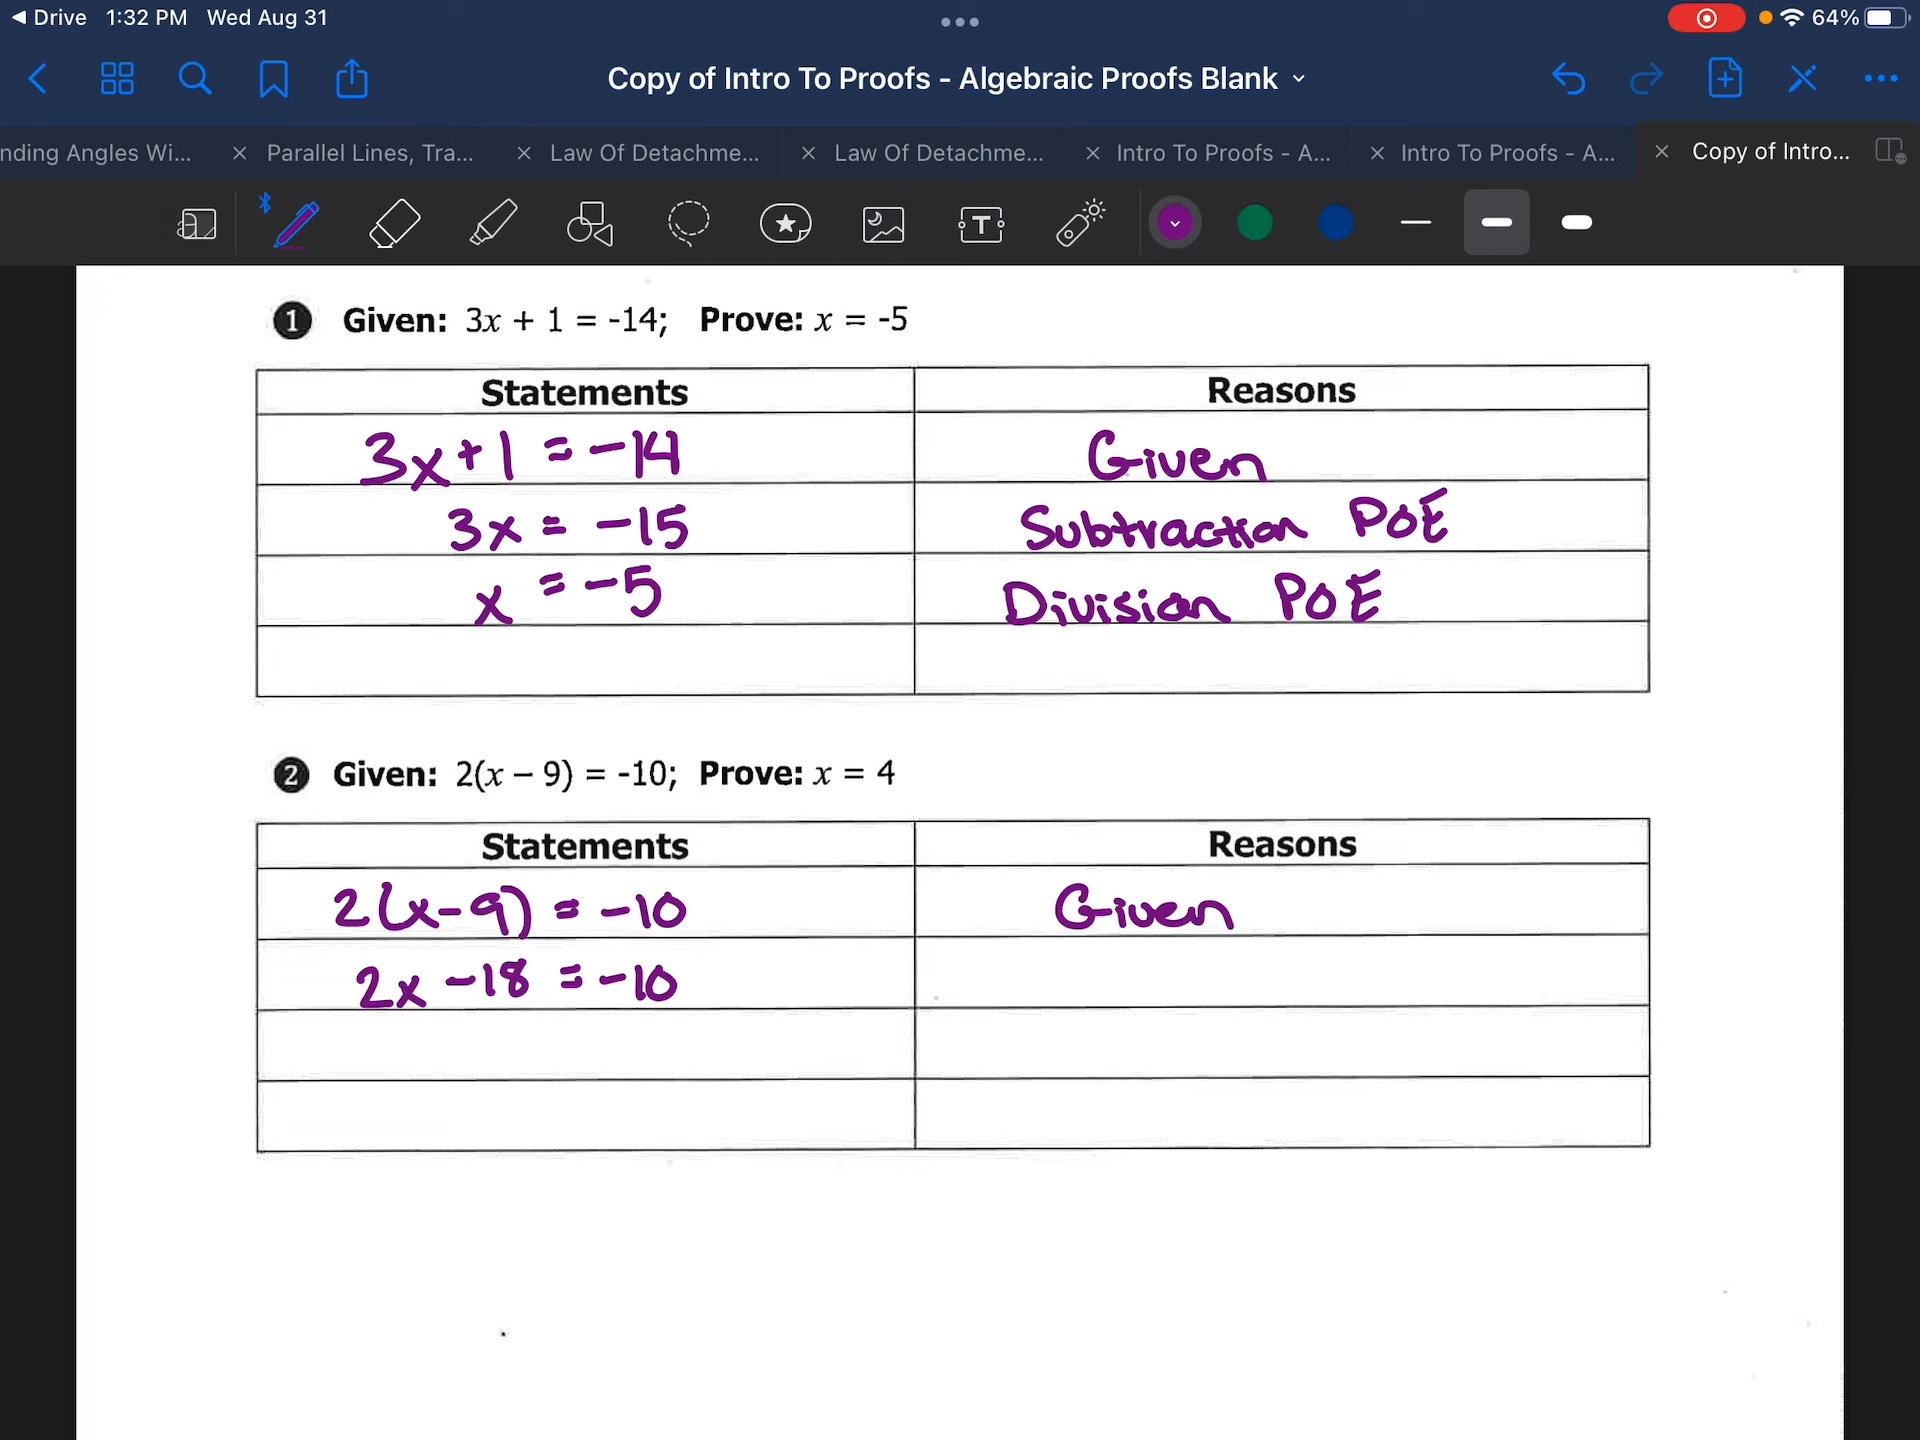 Drive 1:32 PM Wed Aug 31 64%
Copy of Intro To Proofs - Algebraic Proofs Blank
nding Angles Wi... Parallel Lines, Tra... Law Of Detachme... Law Of Detachme... Intro To Proofs - A... Intro To Proofs - A... Copy of Intro...
1 Given: 3x + 1 = -14; Prove: x = -5
Statements Reasons
3x+1 = -14 Given
3x = -15 Subtraction POE
x = -5 Division POE
2 Given: 2(x – 9) = -10; Prove: x = 4
Statements Reasons
2(x-9) = -10 Given
2x -18 = -10